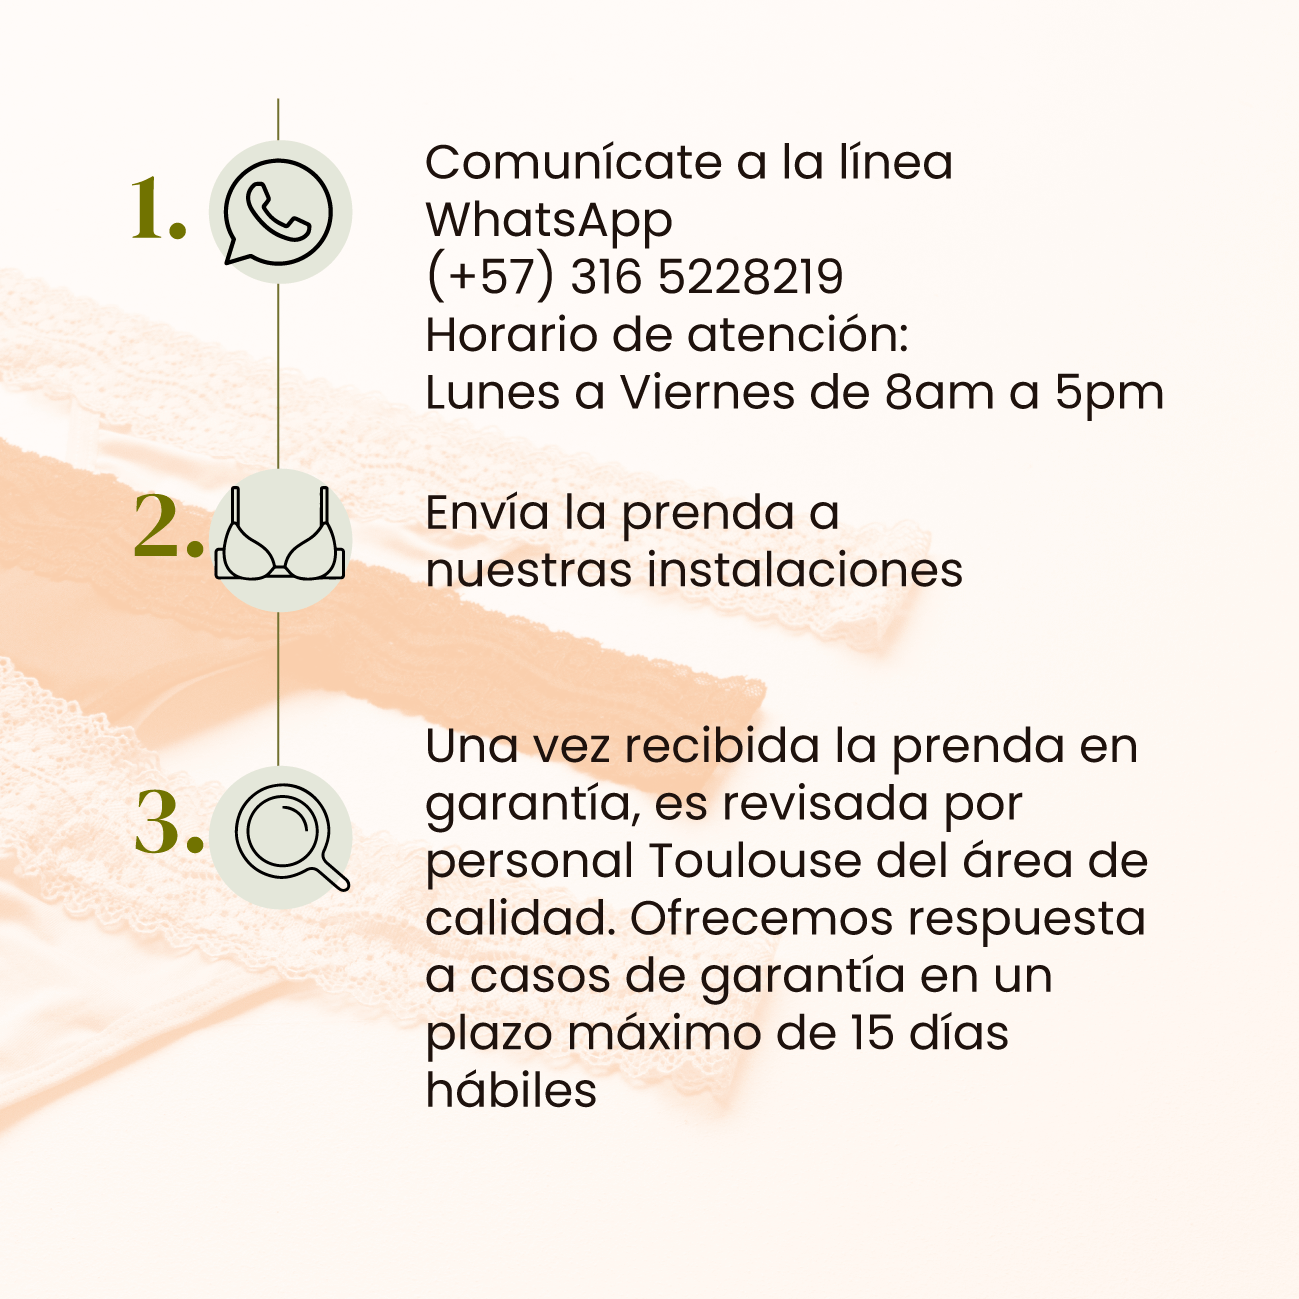 1.
Comunícate a la línea
WhatsApp
(+57) 316 5228219
Horario de atención:
Lunes a Viernes de 8am a 5pm
2.
Envía la prenda a
nuestras instalaciones
3.
Una vez recibida la prenda en
garantía, es revisada por
personal Toulouse del área de
calidad. Ofrecemos respuesta
a casos de garantía en un
plazo máximo de 15 días
hábiles